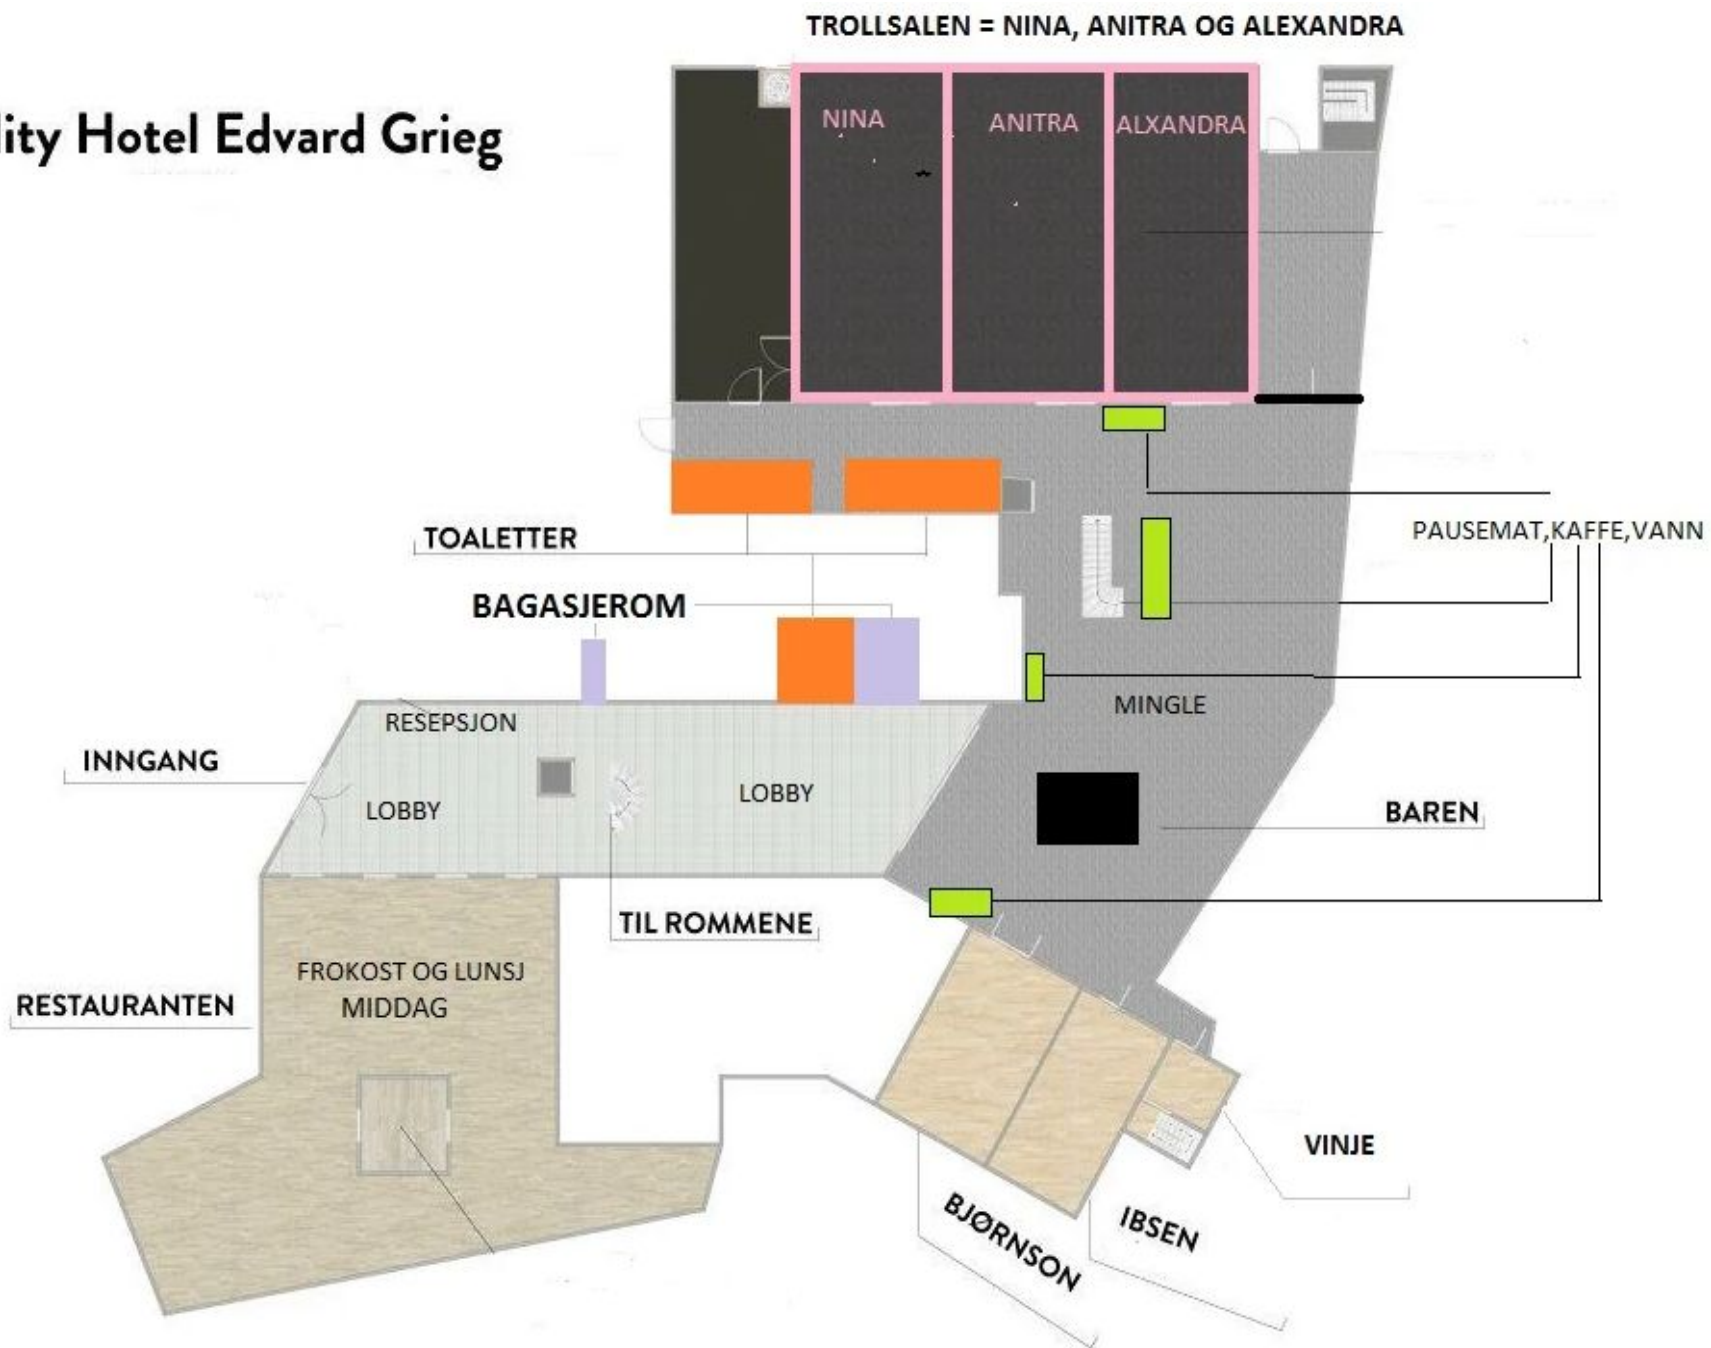 TROLLSALEN = NINA, ANITRA OG ALEXANDRA
lity Hotel Edvard Grieg
NINA
ANITRA
ALXANDRA
PAUSEMAT,KAFFE,VANN
TOALETTER
BAGASJEROM
MINGLE
RESEPSJON
INNGANG
LOBBY
LOBBY
BAREN
TIL ROMMENE
FROKOST OG LUNSJ
MIDDAG
RESTAURANTEN
VINJE
IBSEN
BJØRNSON